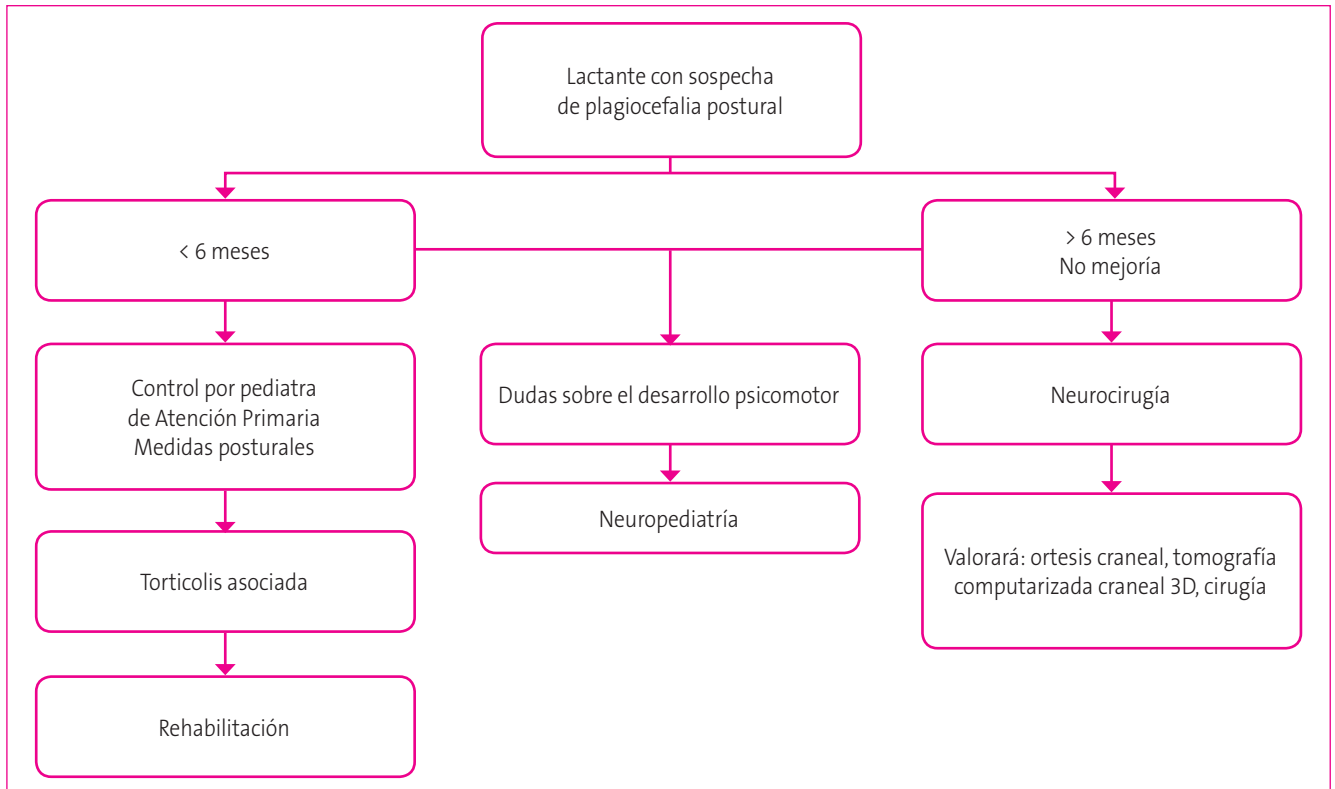 Lactante con sospecha
de plagiocefalia postural
< 6 meses
> 6 meses
No mejoría
Control por pediatra
de Atención Primaria
Medidas posturales
Dudas sobre el desarrollo psicomotor
Neurocirugía
Torticolis asociada
Neuropediatría
Valorará: ortesis craneal, tomografía
computarizada craneal 3D, cirugía
Rehabilitación